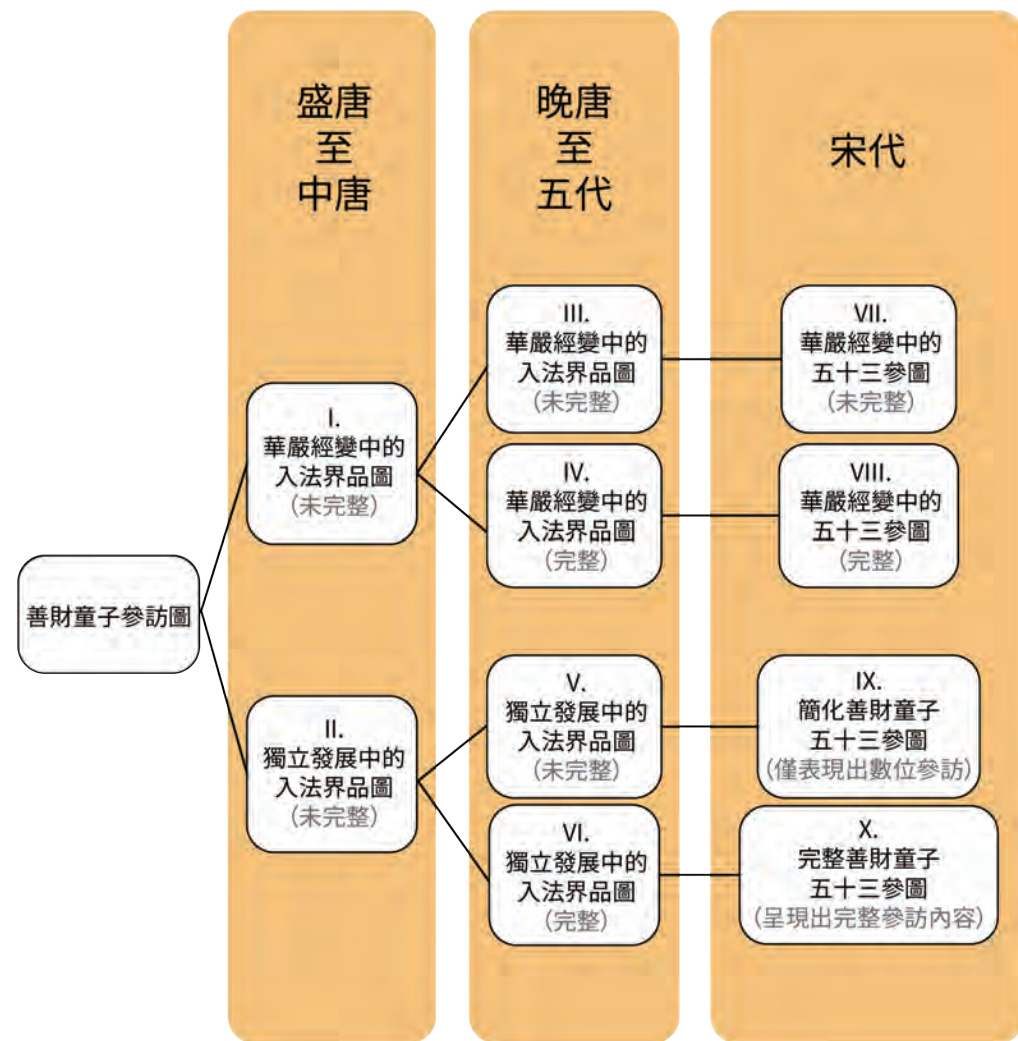 盛唐
至
中唐
晚唐
至
五代
宋代
善財童子參訪圖
I.
華嚴經變中的
入法界品圖
(未完整)
II.
獨立發展中的
入法界品圖
(未完整)
III.
華嚴經變中的
入法界品圖
(未完整)
IV.
華嚴經變中的
入法界品圖
(完整)
V.
獨立發展中的
入法界品圖
(未完整)
VI.
獨立發展中的
入法界品圖
(完整)
VII.
華嚴經變中的
五十三參圖
(未完整)
VIII.
華嚴經變中的
五十三參圖
(完整)
IX.
簡化善財童子
五十三參圖
(僅表現出數位參訪)
X.
完整善財童子
五十三參圖
(呈現出完整參訪內容)